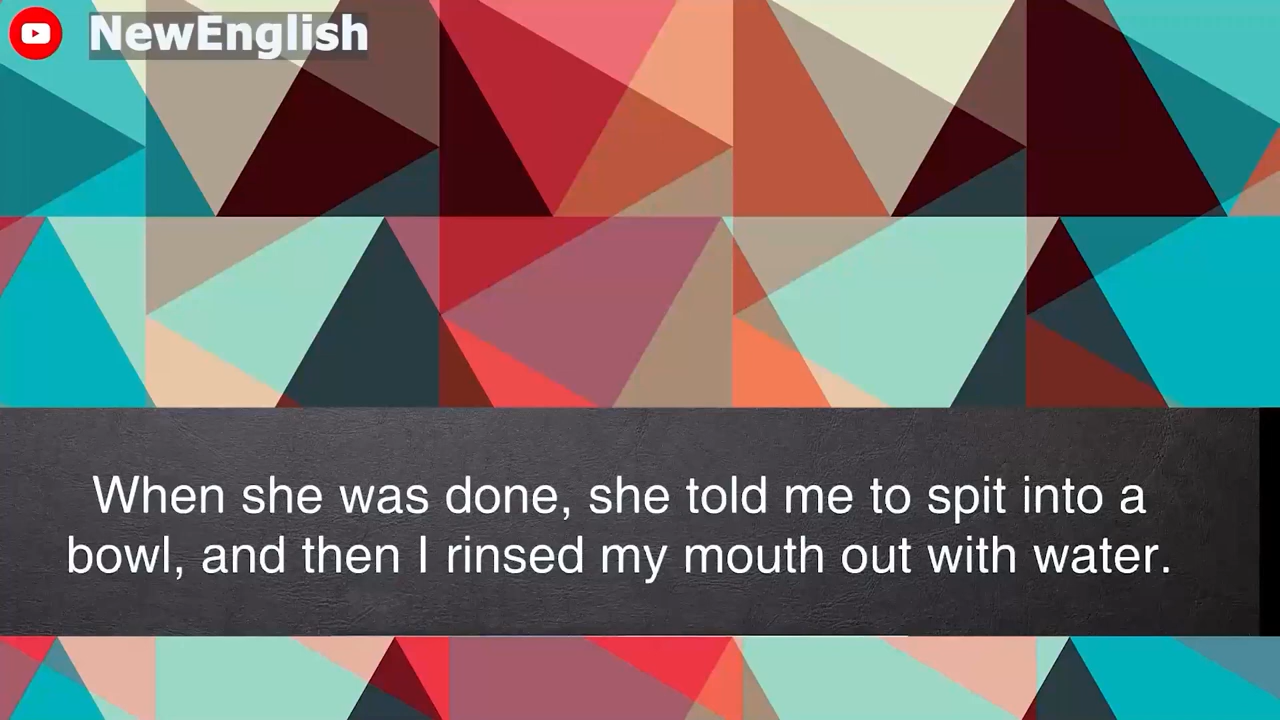 NewEnglish
When she was done, she told me to spit into a
bowl, and then I rinsed my mouth out with water.